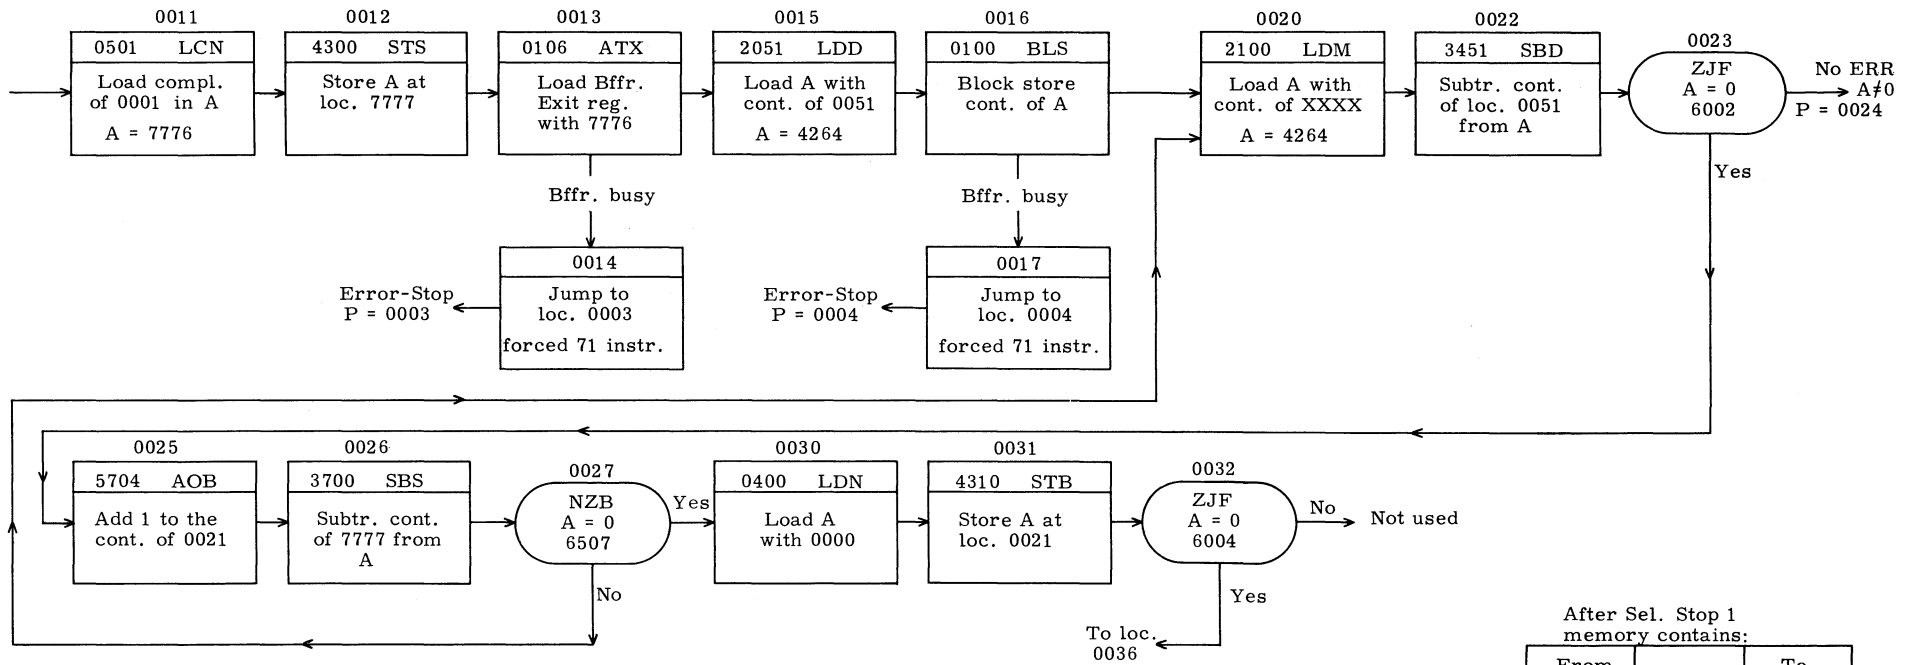 0011
0501 LCN
Load compl.
of 0001 in A
A = 7776
0012
4300 STS
Store A at
loc. 7777
0013
0106 ATX
Load Bffr.
Exit reg.
with 7776
0015
2051 LDD
Load A with
cont. of 0051
A = 4264
0016
0100 BLS
Block store
cont. of A
0020
2100 LDM
Load A with
cont. of XXXX
A = 4264
0022
3451 SBD
Subtr. cont.
of loc. 0051
from A
0023
ZJF
A = 0
6002
No ERR
A≠0
P = 0024
Yes
Bffr. busy
Bffr. busy
0014
Jump to
loc. 0003
forced 71 instr.
Error-Stop
P = 0003
0017
Jump to
loc. 0004
forced 71 instr.
Error-Stop
P = 0004
0025
5704 AOB
Add 1 to the
cont. of 0021
0026
3700 SBS
Subtr. cont.
of 7777 from
A
0027
NZB
A = 0
6507
Yes
No
0030
0400 LDN
Load A
with 0000
0031
4310 STB
Store A at
loc. 0021
0032
ZJF
A = 0
6004
No
Not used
Yes
To loc.
0036
After Sel. Stop 1
memory contains:
From To